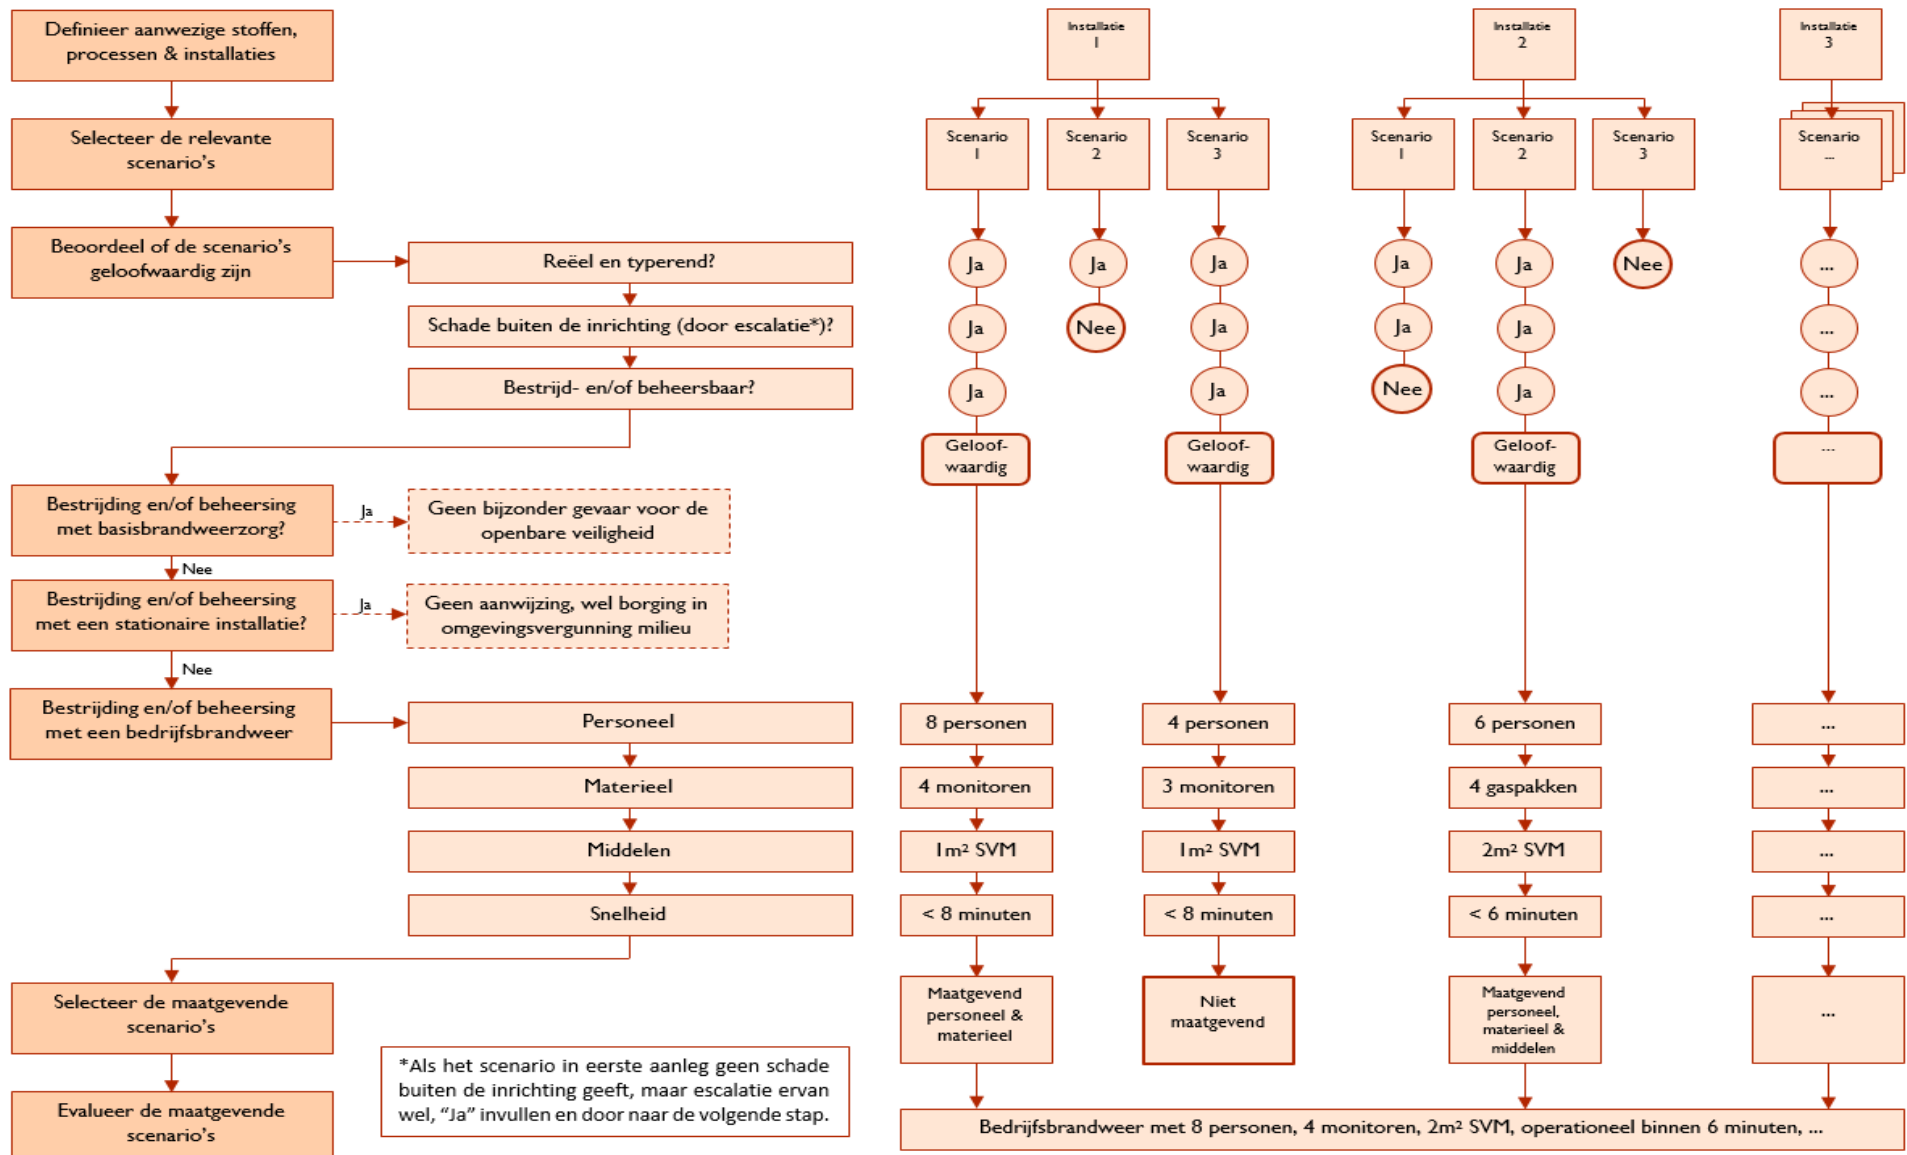 Definieer aanwezige stoffen,
processen & installaties
Selecteer de relevante
scenario's
Beoordeel of de scenario's
geloofwaardig zijn
Reëel en typerend?
Schade buiten de inrichting (door escalatie*)?
Bestrijd- en/of beheersbaar?
Bestrijding en/of beheersing
met basisbrandweerzorg?
Ja
Geen bijzonder gevaar voor de
openbare veiligheid
Nee
Bestrijding en/of beheersing
met een stationaire installatie?
Ja
Geen aanwijzing, wel borging in
omgevingsvergunning milieu
Nee
Bestrijding en/of beheersing
met een bedrijfsbrandweer
Personeel
Materieel
Middelen
Snelheid
Selecteer de maatgevende
scenario's
Evalueer de maatgevende
scenario's
*Als het scenario in eerste aanleg geen schade
buiten de inrichting geeft, maar escalatie ervan
wel, "Ja" invullen en door naar de volgende stap.
Installatie
1
Scenario
1
Ja
Ja
Ja
Geloof-
waardig
8 personen
4 monitoren
1m² SVM
< 8 minuten
Maatgevend
personeel &
materieel
Scenario
2
Ja
Nee
Scenario
3
Ja
Ja
Ja
Geloof-
waardig
4 personen
3 monitoren
1m² SVM
< 8 minuten
Niet
maatgevend
Installatie
2
Scenario
1
Ja
Ja
Nee
Scenario
2
Ja
Ja
Ja
Geloof-
waardig
6 personen
4 gaspakken
2m² SVM
< 6 minuten
Maatgevend
personeel,
materieel &
middelen
Scenario
3
Nee
Installatie
3
Scenario
...
...
...
...
...
...
...
...
...
...
Bedrijfsbrandweer met 8 personen, 4 monitoren, 2m² SVM, operationeel binnen 6 minuten, ...